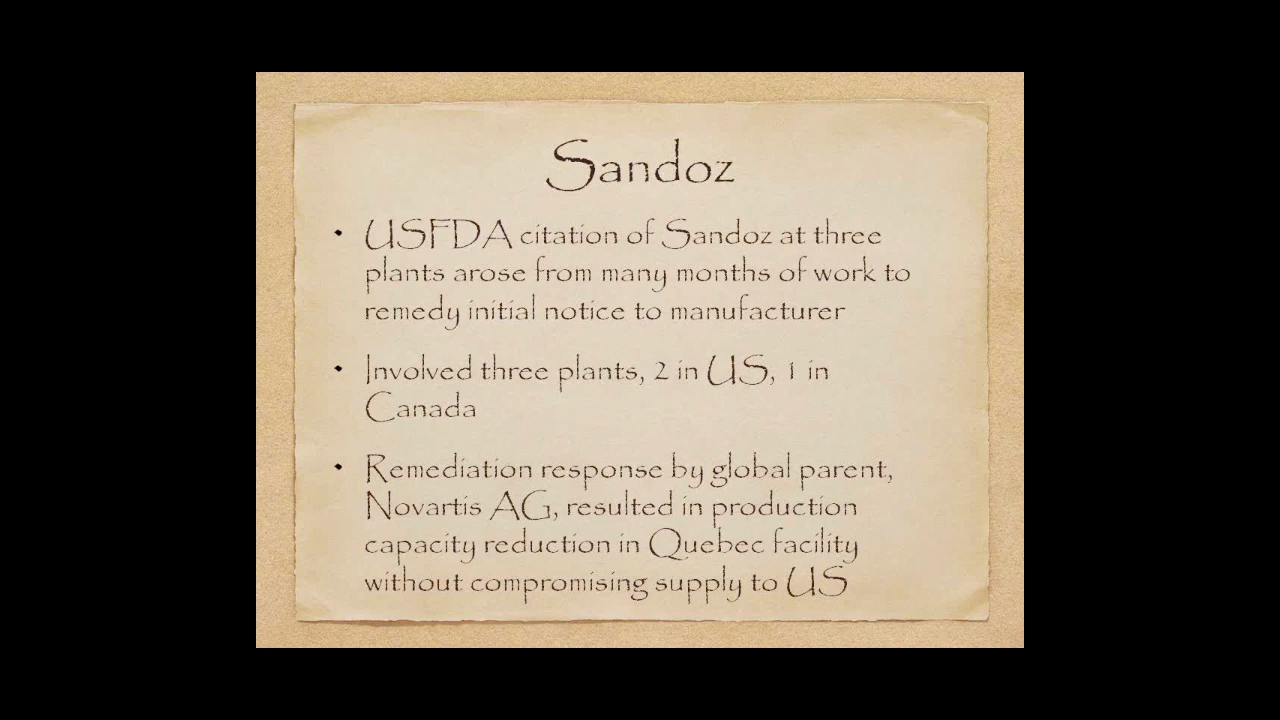 Sandoz
• USFDA citation of Sandoz at three
plants arose from many months of work to
remedy initial notice to manufacturer
• Involved three plants, 2 in US, 1 in
Canada
• Remediation response by global parent,
Novartis AG, resulted in production
capacity reduction in Quebec facility
without compromising supply to US